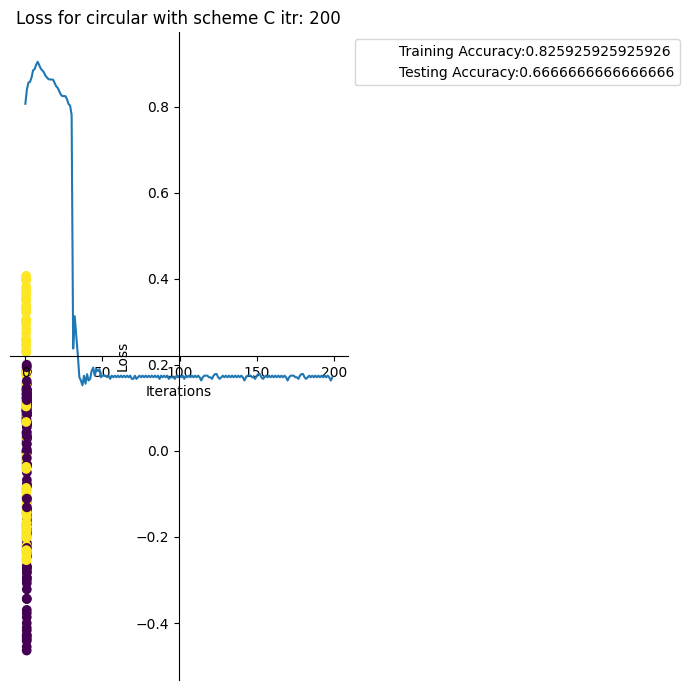 Loss for circular with scheme C itr: 200
Training Accuracy:0.825925925925926
Testing Accuracy:0.6666666666666666
0.8
0.6
0.4
0.2
0 50 100 150 200
Loss
Iterations
0.0
−0.2
−0.4